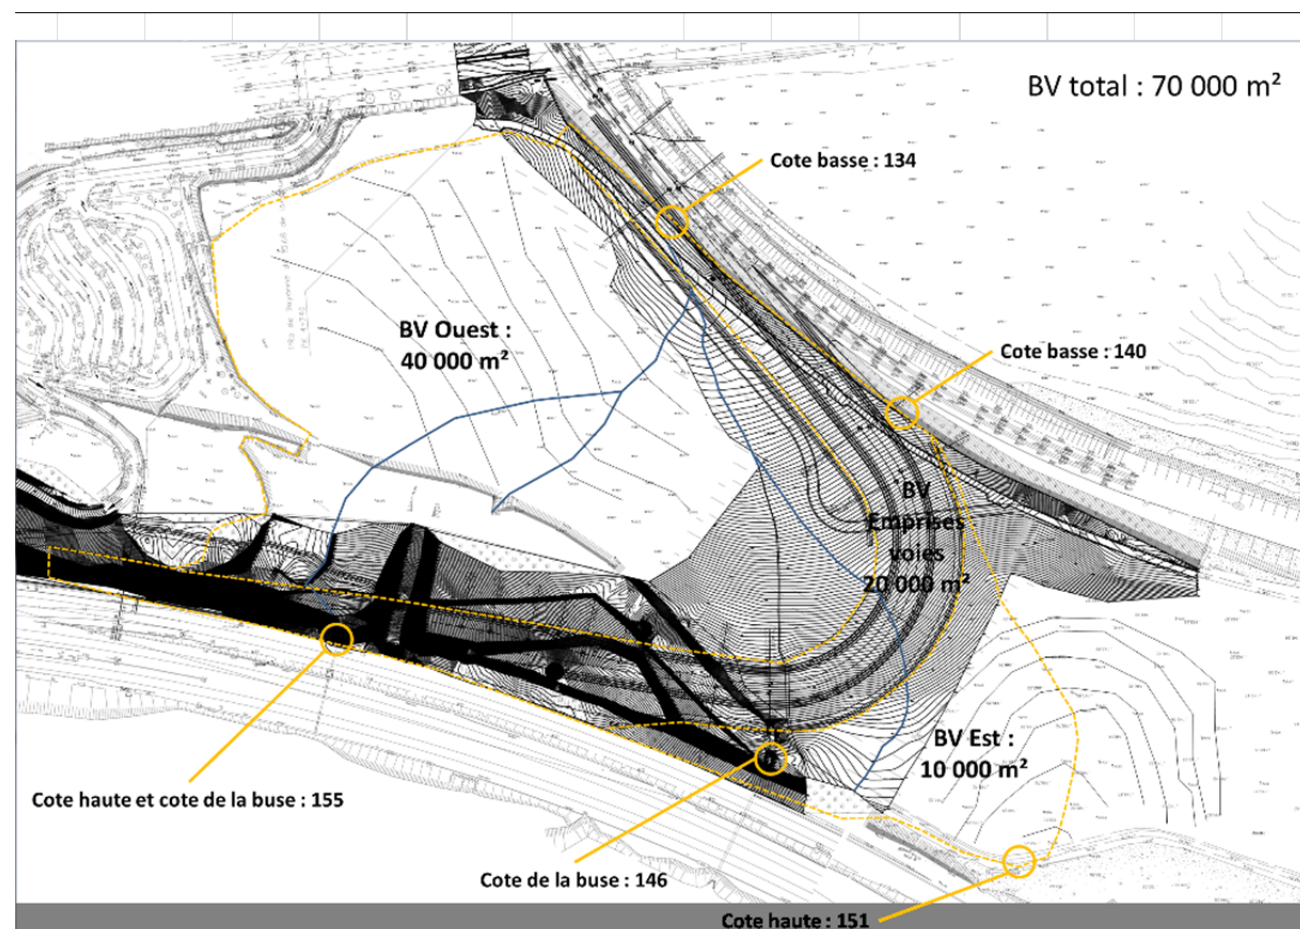 BV total : 70 000 m²
Cote basse : 134
BV Ouest :
40 000 m²
Cote basse : 140
BV
Emprises
voies
20 000 m²
BV Est :
10 000 m²
Cote haute et cote de la buse : 155
Cote de la buse : 146
Cote haute : 151